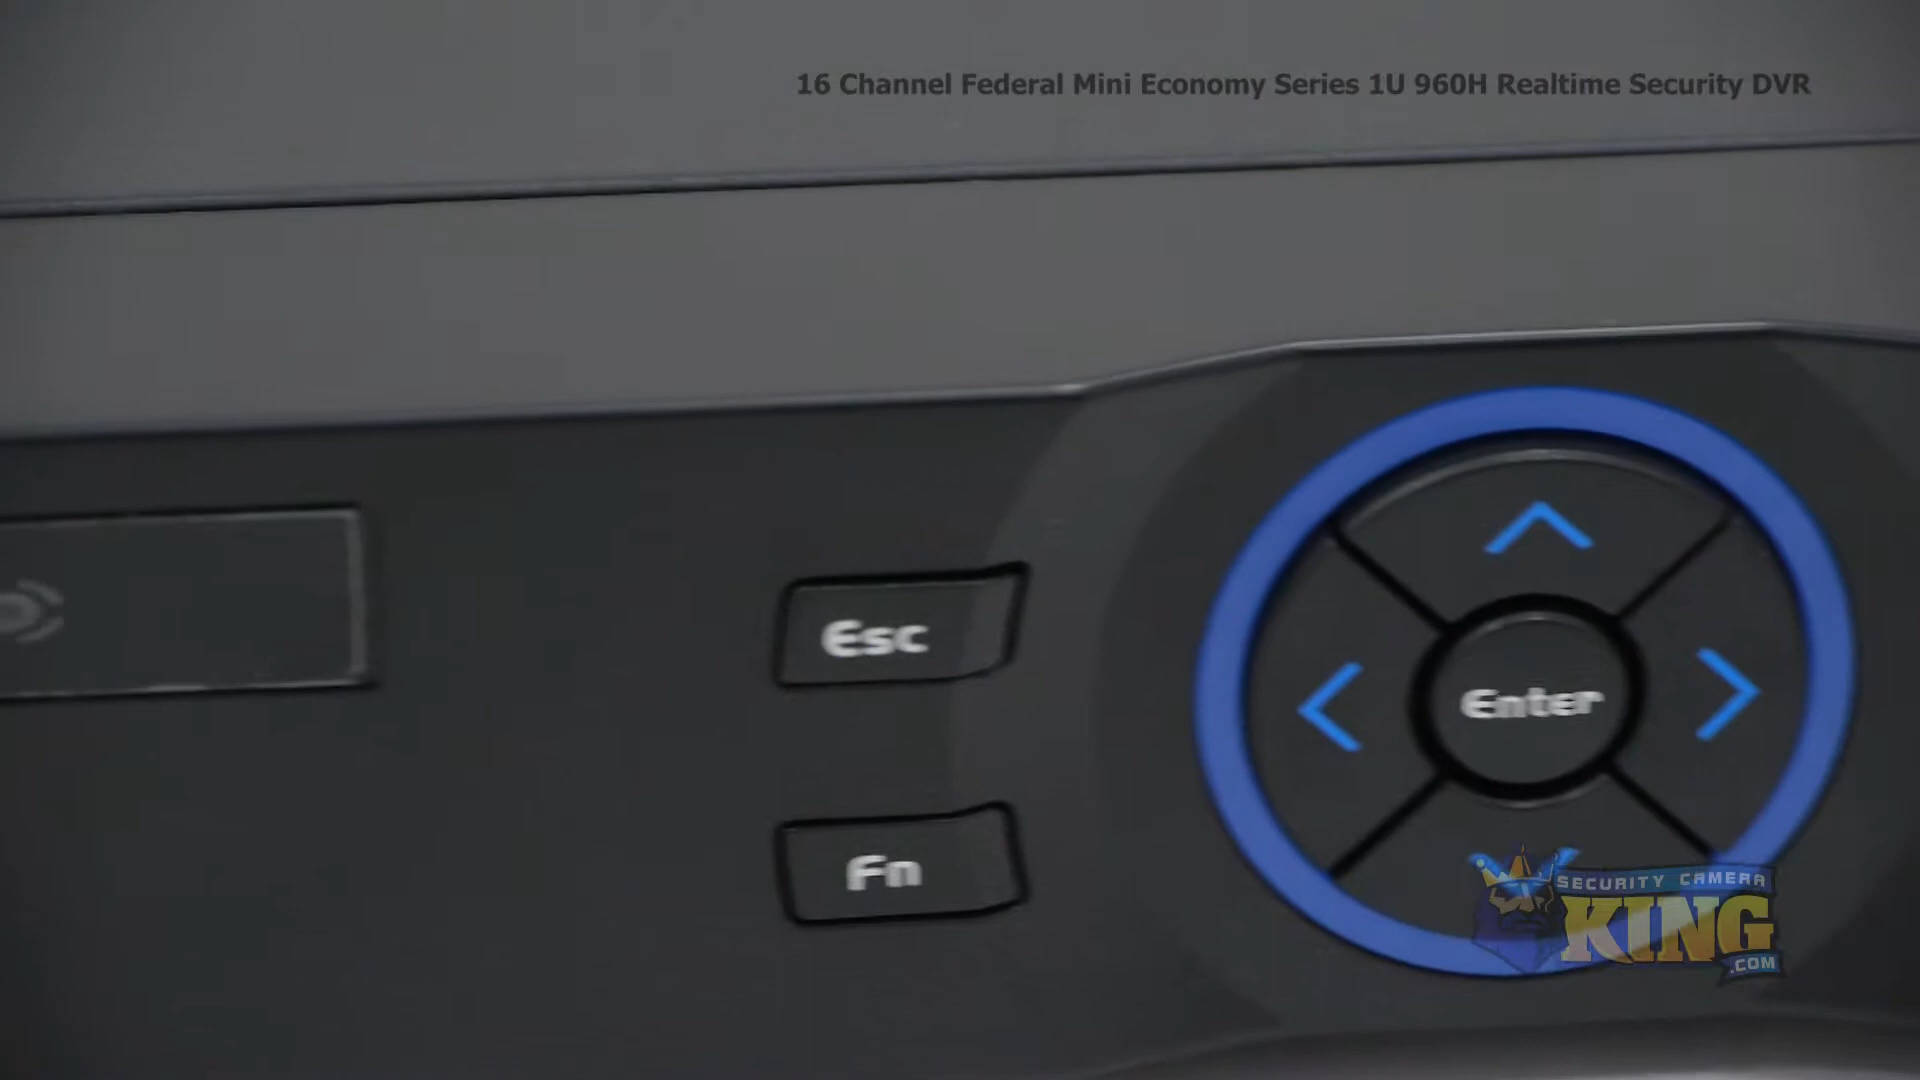 16 Channel Federal Mini Economy Series 1U 960H Realtime Security DVR
Esc
Enter
Fn
SECURITY CAMERA
KING
.COM